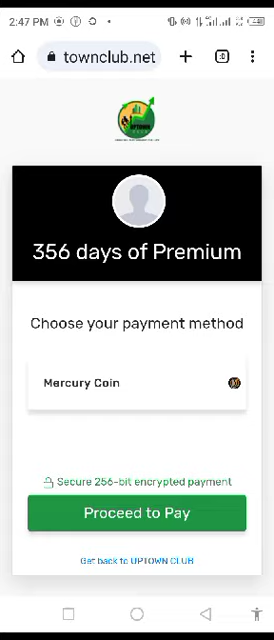 2:47 PM
townclub.net
UPTOWN
356 days of Premium
Choose your payment method
Mercury Coin
Secure 256-bit encrypted payment
Proceed to Pay
Get back to UPTOWN CLUB